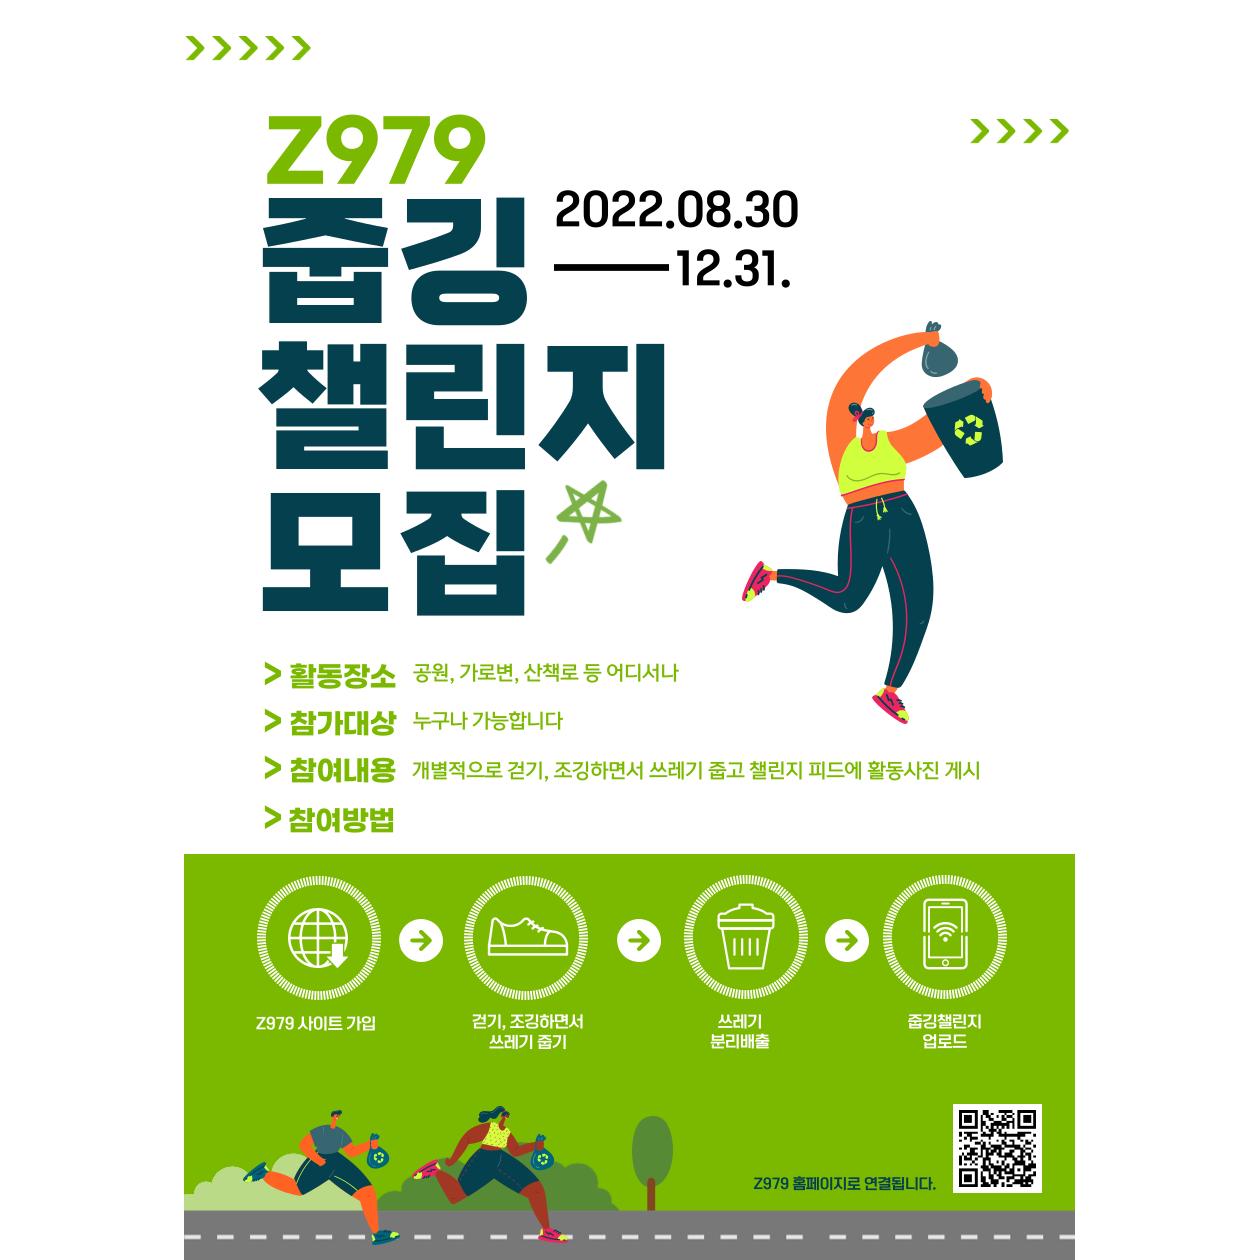 Z979
줍깅
챌린지
모집
2022.08.30
12.31.
> 활동장소 공원, 가로변, 산책로 등 어디서나
> 참가대상 누구나 가능합니다
> 참여내용 개별적으로 걷기, 조깅하면서 쓰레기 줍고 챌린지 피드에 활동사진 게시
> 참여방법
Z979 사이트 가입
걷기, 조깅하면서
쓰레기 줍기
쓰레기
분리배출
줍깅챌린지
업로드
Z979 홈페이지로 연결됩니다.